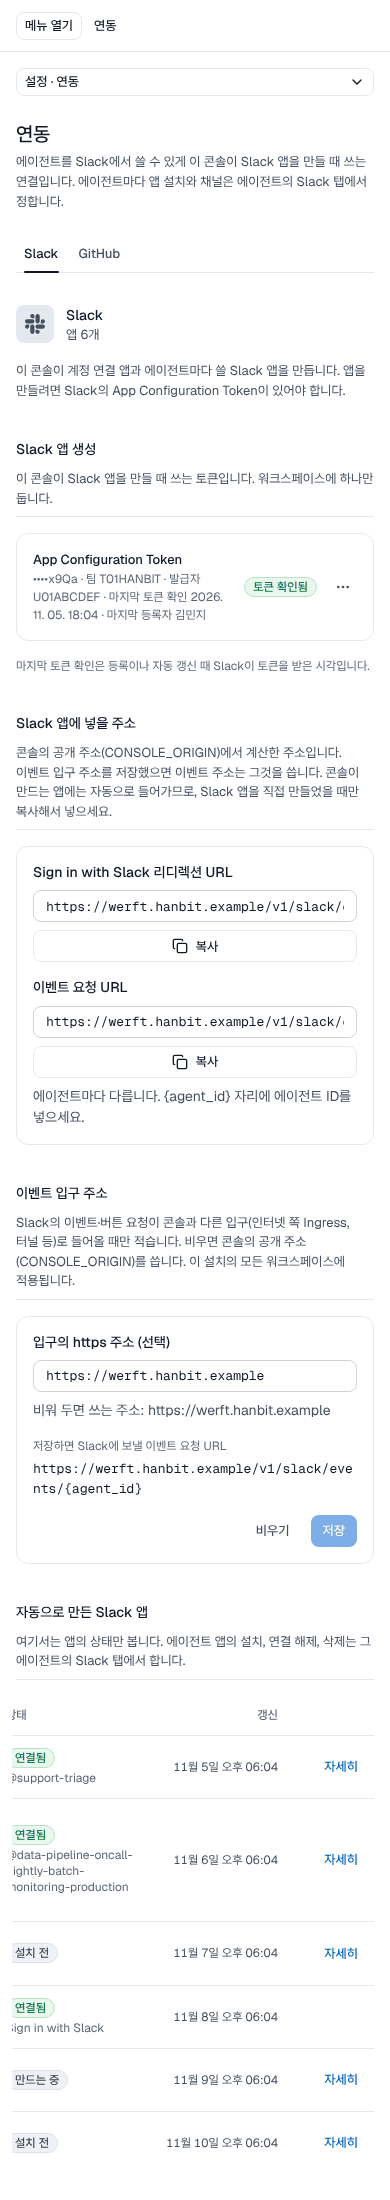 메뉴 열기 연동
설정 · 연동
연동
에이전트를 Slack에서 쓸 수 있게 이 콘솔이 Slack 앱을 만들 때 쓰는
연결입니다. 에이전트마다 앱 설치와 채널은 에이전트의 Slack 탭에서
정합니다.
Slack GitHub
Slack
앱 6개
이 콘솔이 계정 연결 앱과 에이전트마다 쓸 Slack 앱을 만듭니다. 앱을
만들려면 Slack의 App Configuration Token이 있어야 합니다.
Slack 앱 생성
이 콘솔이 Slack 앱을 만들 때 쓰는 토큰입니다. 워크스페이스에 하나만
둡니다.
App Configuration Token
••••x9Qa · 팀 T01HANBIT · 발급자
U01ABCDEF · 마지막 토큰 확인 2026.
11. 05. 18:04 · 마지막 등록자 김민지
토큰 확인됨
마지막 토큰 확인은 등록이나 자동 갱신 때 Slack이 토큰을 받은 시각입니다.
Slack 앱에 넣을 주소
콘솔의 공개 주소(CONSOLE_ORIGIN)에서 계산한 주소입니다.
이벤트 입구 주소를 저장했으면 이벤트 주소는 그것을 씁니다. 콘솔이
만드는 앱에는 자동으로 들어가므로, Slack 앱을 직접 만들었을 때만
복사해서 넣으세요.
Sign in with Slack 리디렉션 URL
https://werft.hanbit.example/v1/slack/
복사
이벤트 요청 URL
https://werft.hanbit.example/v1/slack/
복사
에이전트마다 다릅니다. {agent_id} 자리에 에이전트 ID를
넣으세요.
이벤트 입구 주소
Slack의 이벤트·버튼 요청이 콘솔과 다른 입구(인터넷 쪽 Ingress,
터널 등)로 들어올 때만 적습니다. 비우면 콘솔의 공개 주소
(CONSOLE_ORIGIN)를 씁니다. 이 설치의 모든 워크스페이스에
적용됩니다.
입구의 https 주소 (선택)
https://werft.hanbit.example
비워 두면 쓰는 주소: https://werft.hanbit.example
저장하면 Slack에 보낼 이벤트 요청 URL
https://werft.hanbit.example/v1/slack/eve
nts/{agent_id}
비우기 저장
자동으로 만든 Slack 앱
여기서는 앱의 상태만 봅니다. 에이전트 앱의 설치, 연결 해제, 삭제는 그
에이전트의 Slack 탭에서 합니다.
상태 갱신
연결됨 11월 5일 오후 06:04 자세히
@support-triage
연결됨 11월 6일 오후 06:04 자세히
@data-pipeline-oncall-
nightly-batch-
monitoring-production
설치 전 11월 7일 오후 06:04 자세히
연결됨 11월 8일 오후 06:04
Sign in with Slack
만드는 중 11월 9일 오후 06:04 자세히
설치 전 11월 10일 오후 06:04 자세히